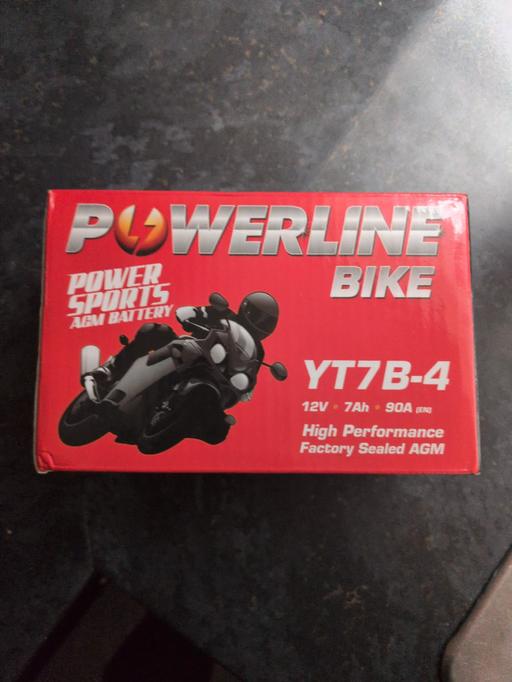 POWERLINE
BIKE
POWER
SPORTS
AGM BATTERY
YT7B-4
12V • 7Ah • 90A (EN)
High Performance
Factory Sealed AGM